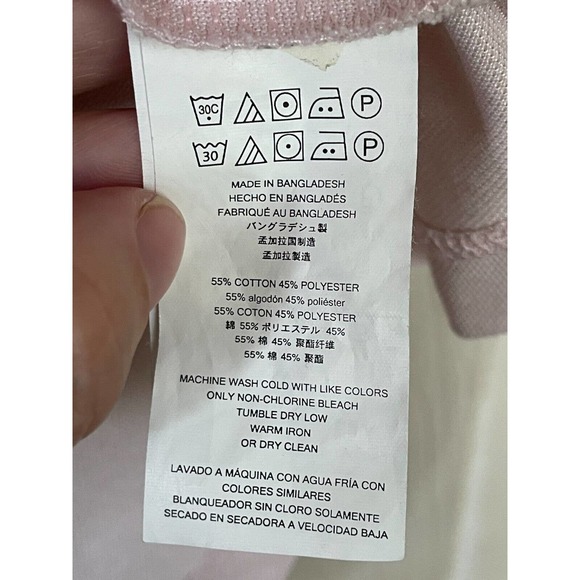 30C P
30 P
MADE IN BANGLADESH
HECHO EN BANGLADÉS
FABRIQUÉ AU BANGLADESH
バングラデシュ製
孟加拉国制造
孟加拉製造
55% COTTON 45% POLYESTER
55% algodón 45% poliéster
55% COTON 45% POLYESTER
綿 55% ポリエステル 45%
55% 棉 45% 聚酯纤维
55% 棉 45% 聚酯
MACHINE WASH COLD WITH LIKE COLORS
ONLY NON-CHLORINE BLEACH
TUMBLE DRY LOW
WARM IRON
OR DRY CLEAN
LAVADO A MÁQUINA CON AGUA FRÍA CON
COLORES SIMILARES
BLANQUEADOR SIN CLORO SOLAMENTE
SECADO EN SECADORA A VELOCIDAD BAJA